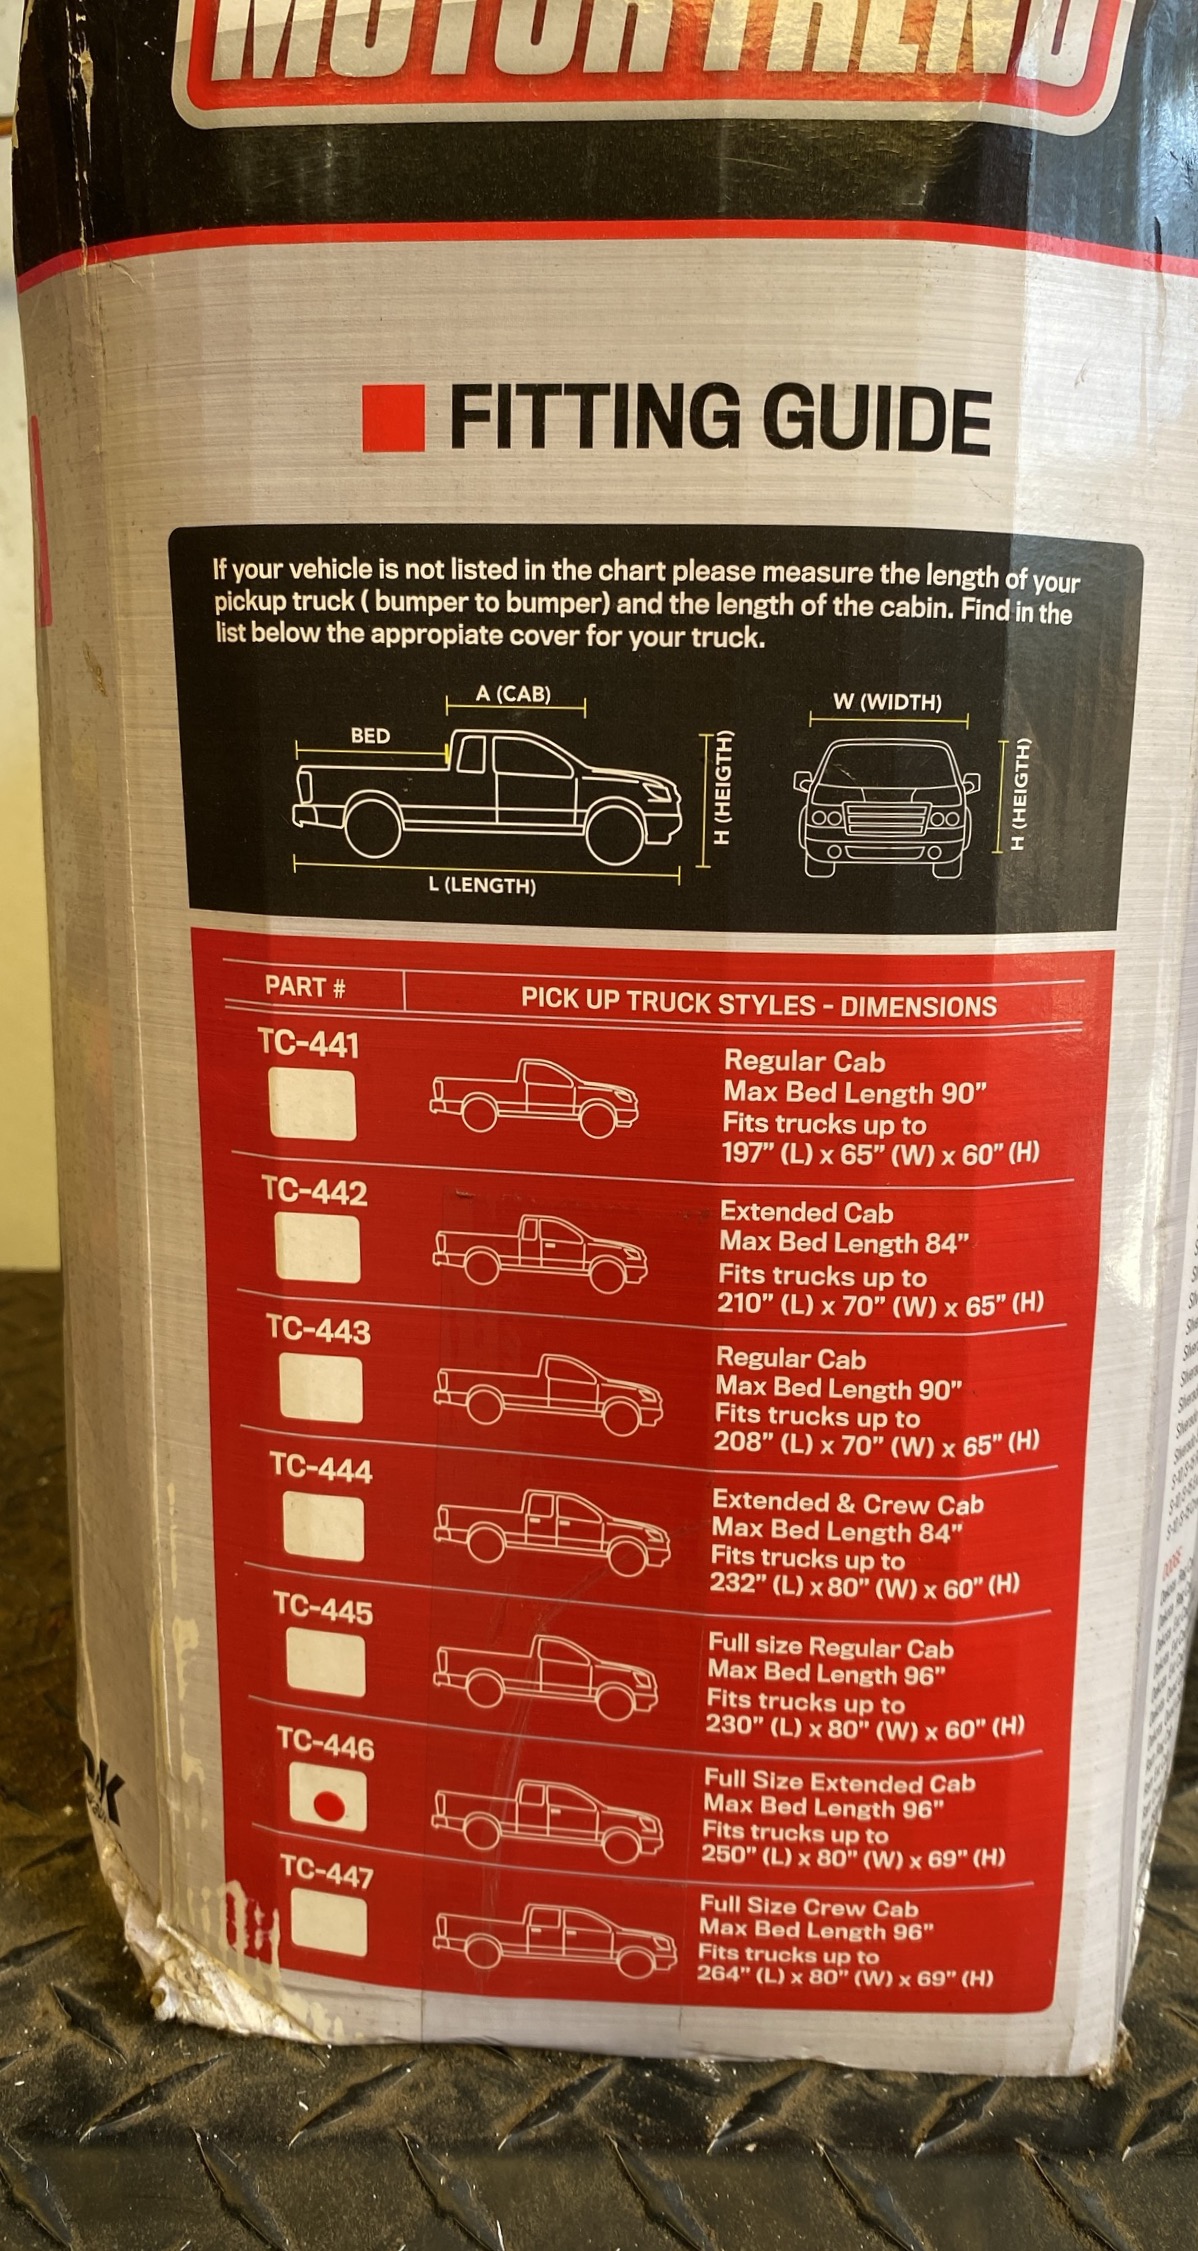 MOTOR TREND
FITTING GUIDE
If your vehicle is not listed in the chart please measure the length of your
pickup truck ( bumper to bumper) and the length of the cabin. Find in the
list below the appropiate cover for your truck.
A (CAB)
BED
H (HEIGTH)
L (LENGTH)
W (WIDTH)
H (HEIGTH)
PART #
PICK UP TRUCK STYLES - DIMENSIONS
TC-441
Regular Cab
Max Bed Length 90”
Fits trucks up to
197” (L) x 65” (W) x 60” (H)
TC-442
Extended Cab
Max Bed Length 84”
Fits trucks up to
210” (L) x 70” (W) x 65” (H)
TC-443
Regular Cab
Max Bed Length 90”
Fits trucks up to
208” (L) x 70” (W) x 65” (H)
TC-444
Extended & Crew Cab
Max Bed Length 84”
Fits trucks up to
232” (L) x 80” (W) x 60” (H)
TC-445
Full size Regular Cab
Max Bed Length 96”
Fits trucks up to
230” (L) x 80” (W) x 60” (H)
TC-446
Full Size Extended Cab
Max Bed Length 96”
Fits trucks up to
250” (L) x 80” (W) x 69” (H)
TC-447
Full Size Crew Cab
Max Bed Length 96”
Fits trucks up to
264” (L) x 80” (W) x 69” (H)